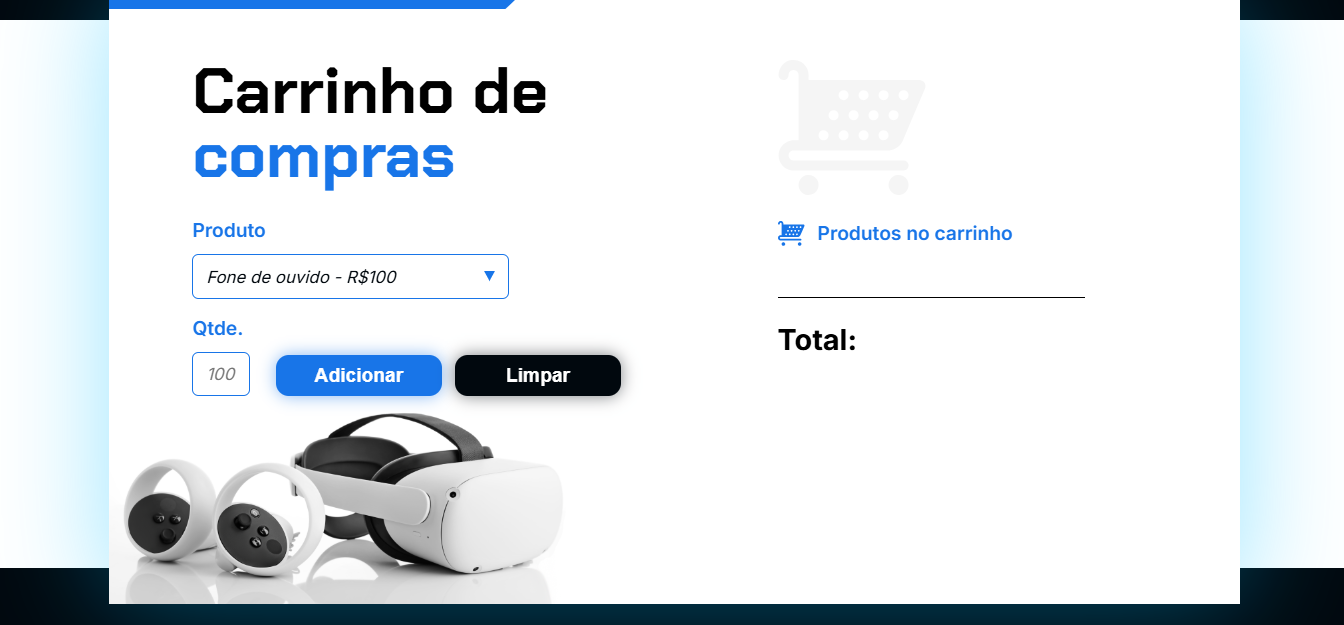 Carrinho de
compras
Produto
Fone de ouvido - R$100
Qtde.
100
Adicionar
Limpar
Produtos no carrinho
Total: